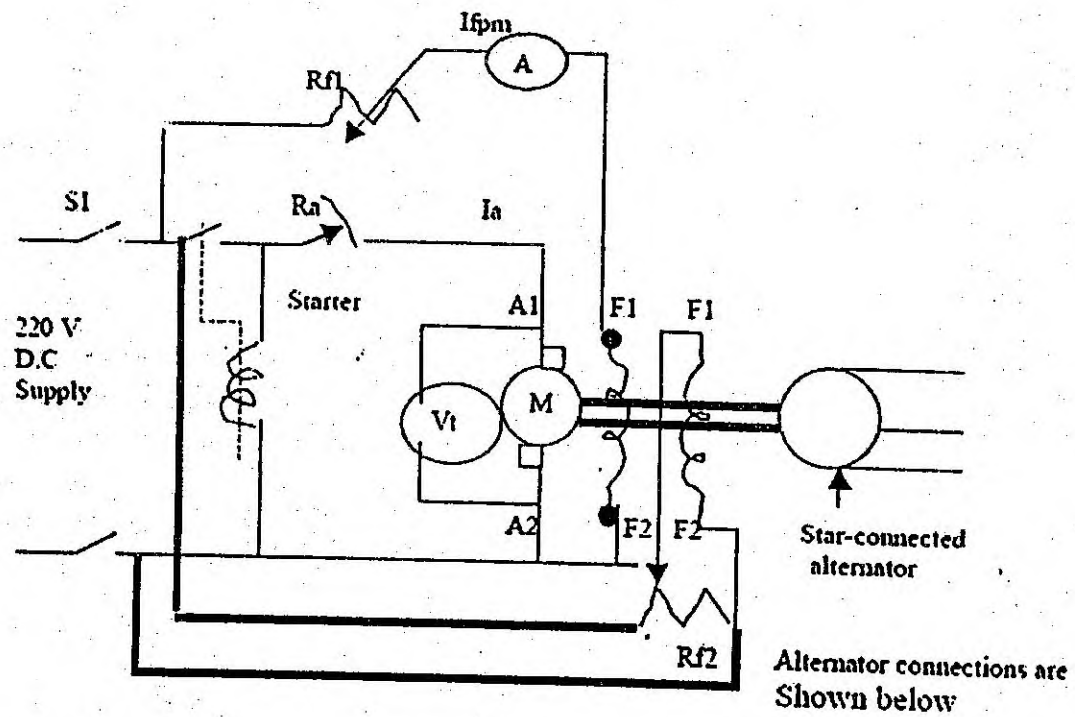 Ifpm
A
Rf1
S1
Ra
Ia
Starter
A1
F1
F1
220 V
D.C
Supply
Vt
M
A2
F2
F2
Star-connected
alternator
Rf2
Alternator connections are
Shown below